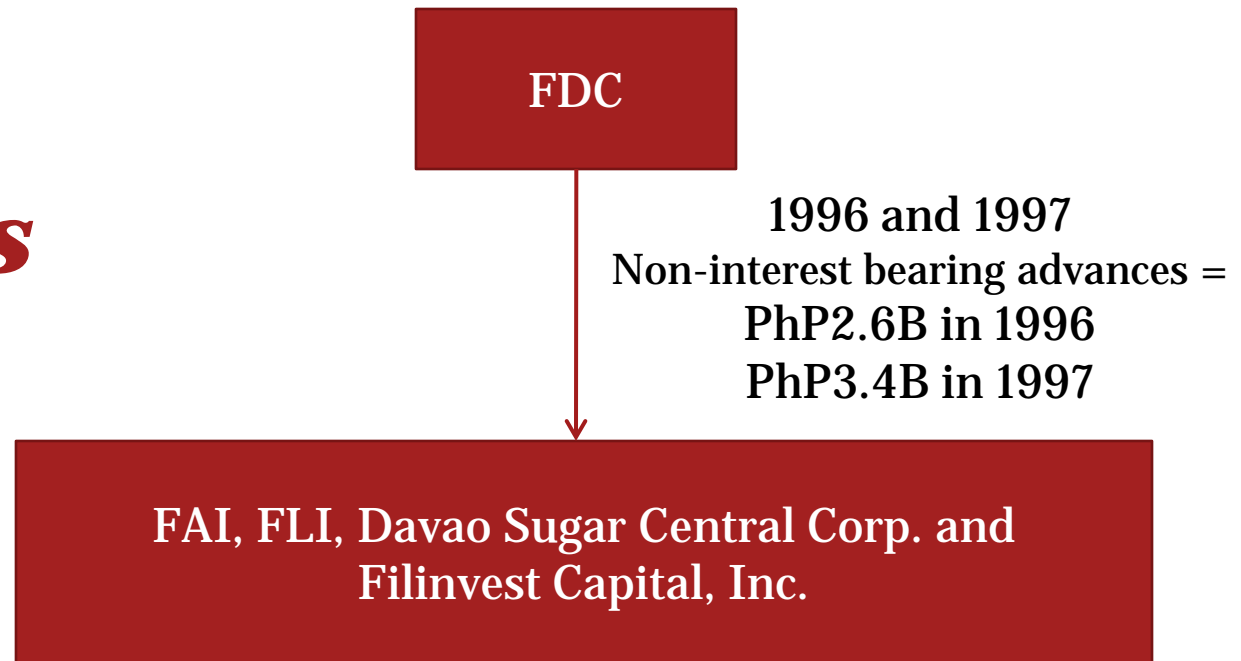 FDC
s
1996 and 1997
Non-interest bearing advances =
PhP2.6B in 1996
PhP3.4B in 1997
FAI, FLI, Davao Sugar Central Corp. and
Filinvest Capital, Inc.